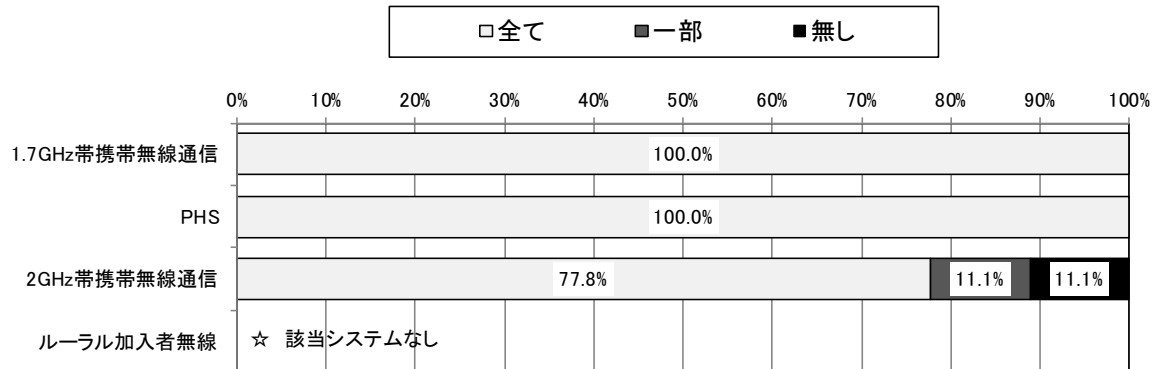 □全て ■一部 ■無し
0% 10% 20% 30% 40% 50% 60% 70% 80% 90% 100%
1.7GHz帯携帯無線通信 100.0%
PHS 100.0%
2GHz帯携帯無線通信 77.8% 11.1% 11.1%
ルーラル加入者無線 ☆ 該当システムなし